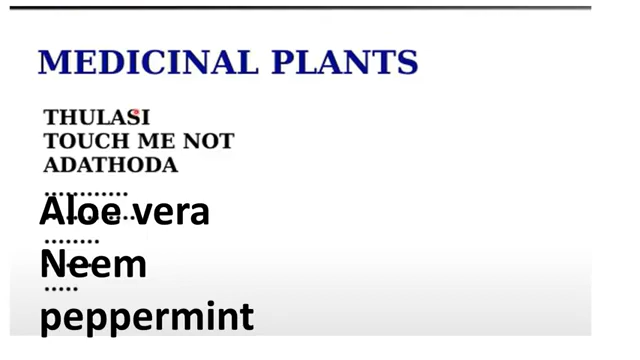 MEDICINAL PLANTS
THULASI
TOUCH ME NOT
ADATHODA
............
Aloe vera
........
Neem
.....
peppermint